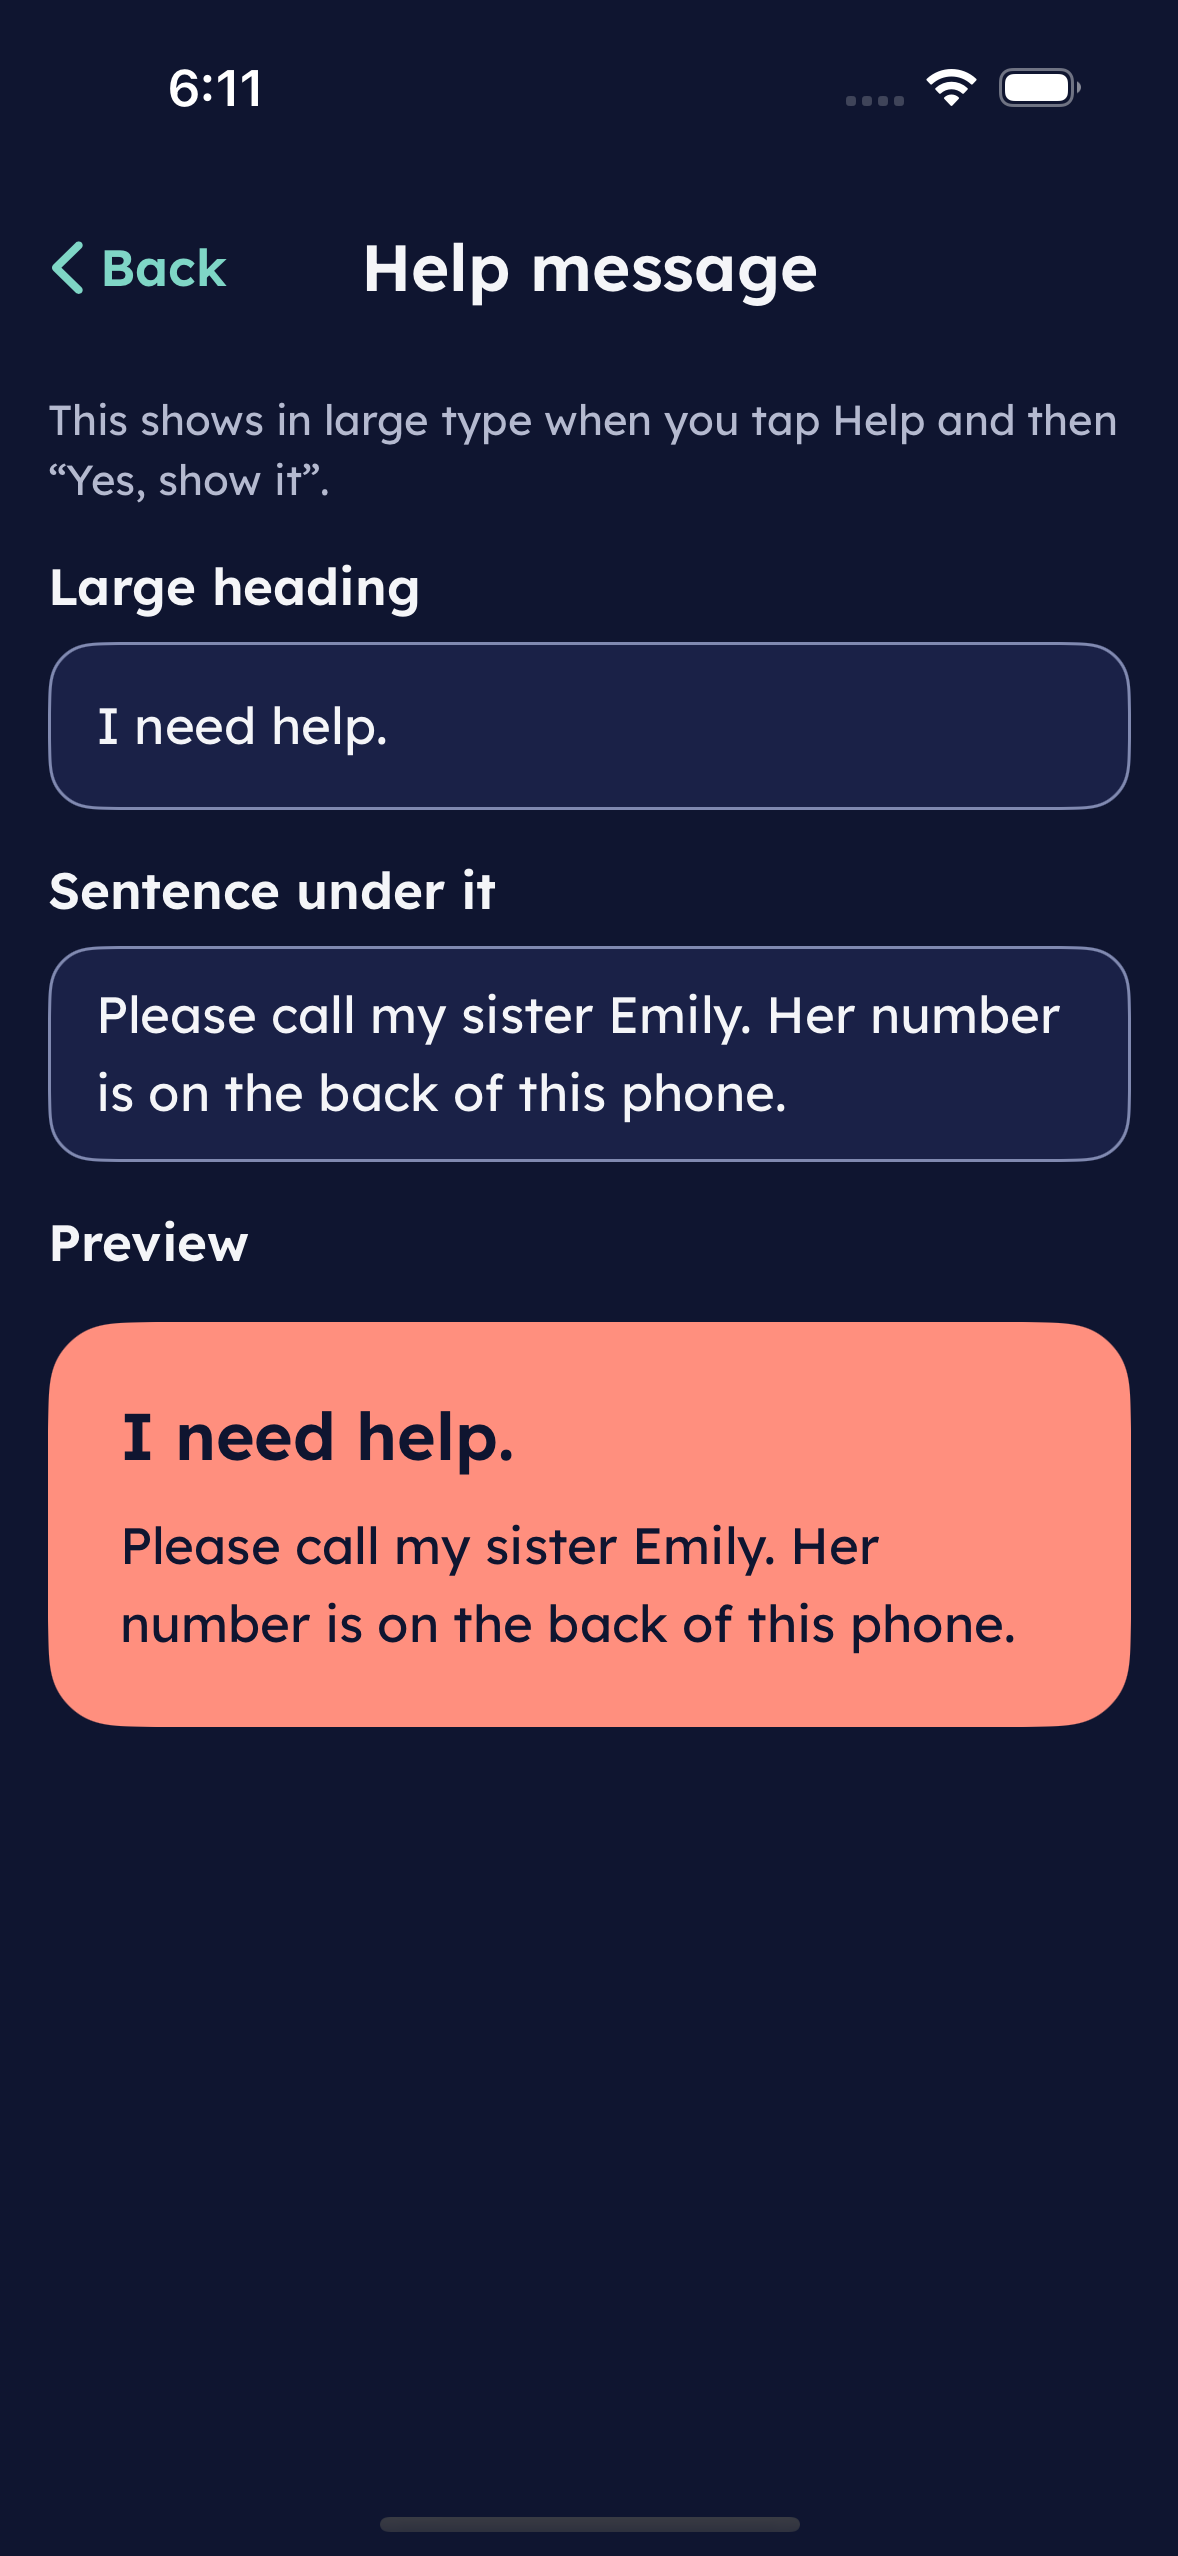 6:11
Back
Help message
This shows in large type when you tap Help and then
“Yes, show it”.
Large heading
I need help.
Sentence under it
Please call my sister Emily. Her number
is on the back of this phone.
Preview
I need help.
Please call my sister Emily. Her
number is on the back of this phone.